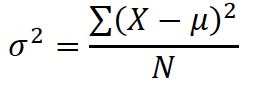 σ² = ∑(X − μ)² / N